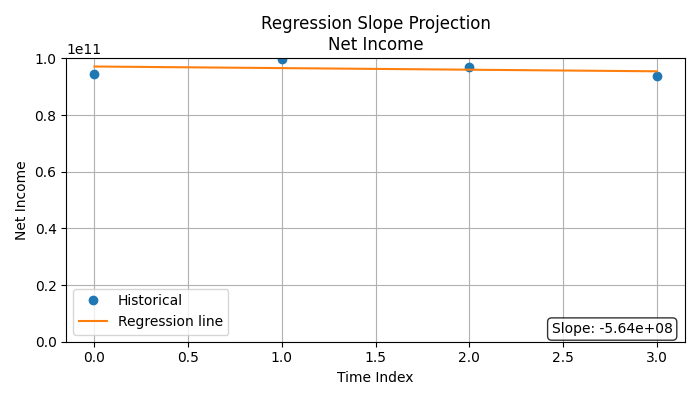 Regression Slope Projection
Net Income
1e11
1.0
0.8
0.6
0.4
0.2
0.0
Net Income
Historical
Regression line
Slope: -5.64e+08
0.0 0.5 1.0 1.5 2.0 2.5 3.0
Time Index